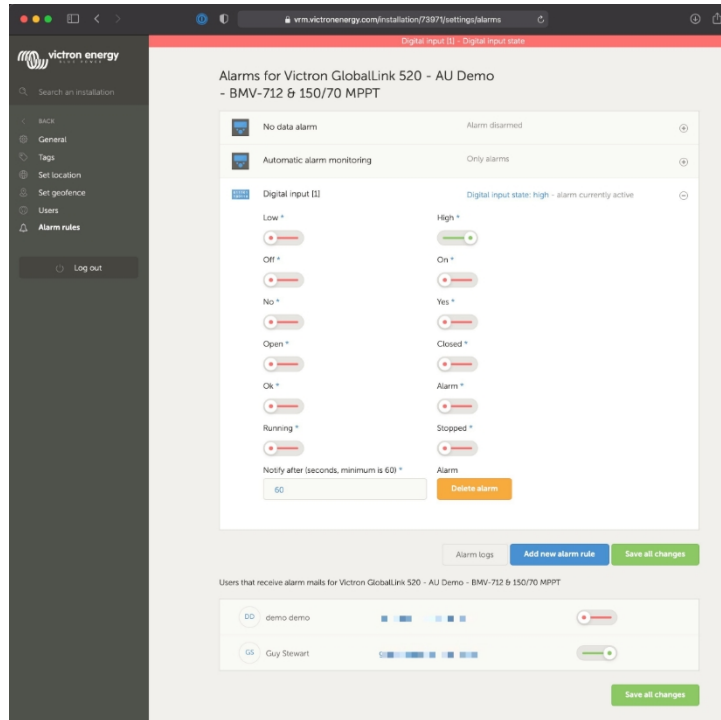 vrm.victronenergy.com/installation/73971/settings/alarms
Digital input [1] - Digital input state
victron energy
BLUE POWER
Search an installation
BACK
General
Tags
Set location
Set geofence
Users
Alarm rules
Log out
Alarms for Victron GlobalLink 520 - AU Demo
- BMV-712 & 150/70 MPPT
No data alarm Alarm disarmed
Automatic alarm monitoring Only alarms
Digital input [1] Digital input state: high - alarm currently active
Low * High *
Off * On *
No * Yes *
Open * Closed *
Ok * Alarm *
Running * Stopped *
Notify after (seconds, minimum is 60) * Alarm
60 Delete alarm
Alarm logs Add new alarm rule Save all changes
Users that receive alarm mails for Victron GlobalLink 520 - AU Demo - BMV-712 & 150/70 MPPT
DD demo demo
GS Guy Stewart
Save all changes